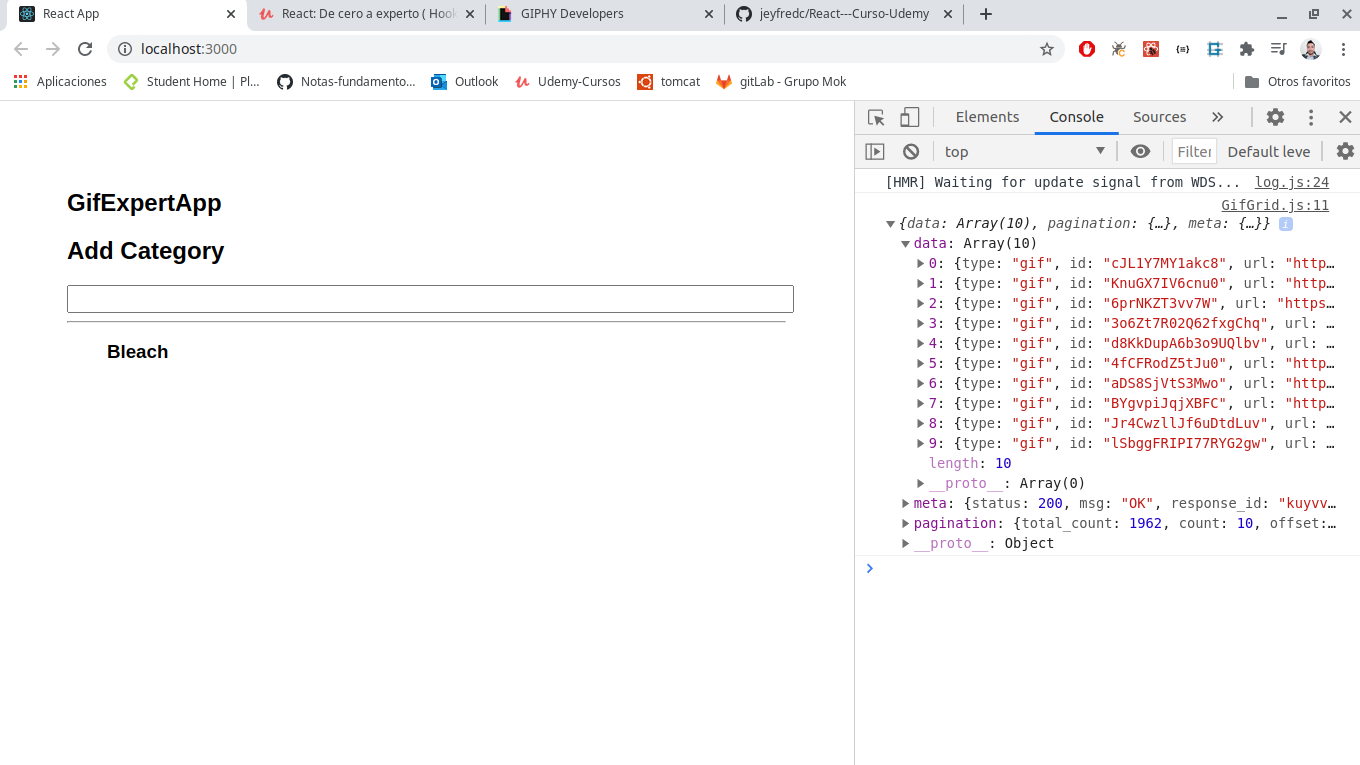 React App
React: De cero a experto ( Hook
GIPHY Developers
jeyfredc/React---Curso-Udemy
localhost:3000
Aplicaciones
Student Home | Pl...
Notas-fundamento...
Outlook
Udemy-Cursos
tomcat
gitLab - Grupo Mok
Otros favoritos
GifExpertApp
Add Category
Bleach
Elements Console Sources »
top Filter Default leve
[HMR] Waiting for update signal from WDS... log.js:24
GifGrid.js:11
{data: Array(10), pagination: {…}, meta: {…}} i
data: Array(10)
0: {type: "gif", id: "cJL1Y7MY1akc8", url: "http…
1: {type: "gif", id: "KnuGX7IV6cnu0", url: "http…
2: {type: "gif", id: "6prNKZT3vv7W", url: "https…
3: {type: "gif", id: "3o6Zt7R02Q62fxgChq", url: …
4: {type: "gif", id: "d8KkDupA6b3o9UQlbv", url: …
5: {type: "gif", id: "4fCFRodZ5tJu0", url: "http…
6: {type: "gif", id: "aDS8SjVtS3Mwo", url: "http…
7: {type: "gif", id: "BYgvpiJqjXBFC", url: "http…
8: {type: "gif", id: "Jr4CwzllJf6uDtdLuv", url: …
9: {type: "gif", id: "lSbggFRIPI77RYG2gw", url: …
length: 10
__proto__: Array(0)
meta: {status: 200, msg: "OK", response_id: "kuyvv…
pagination: {total_count: 1962, count: 10, offset:…
__proto__: Object